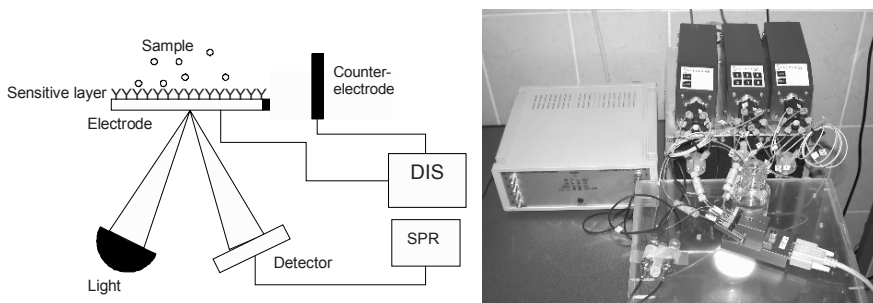 Sample
Sensitive layer
Electrode
Counter-
electrode
DIS
SPR
Detector
Light